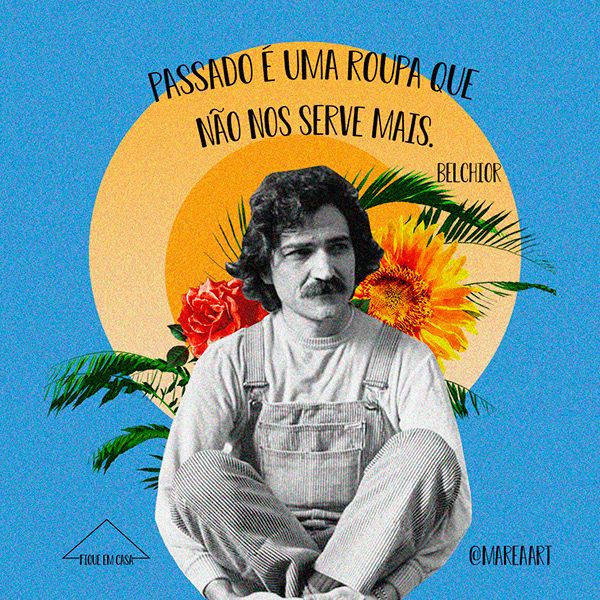 PASSADO É UMA ROUPA QUE
NÃO NOS SERVE MAIS.
BELCHIOR
FIQUE EM CASA
@MAREAART